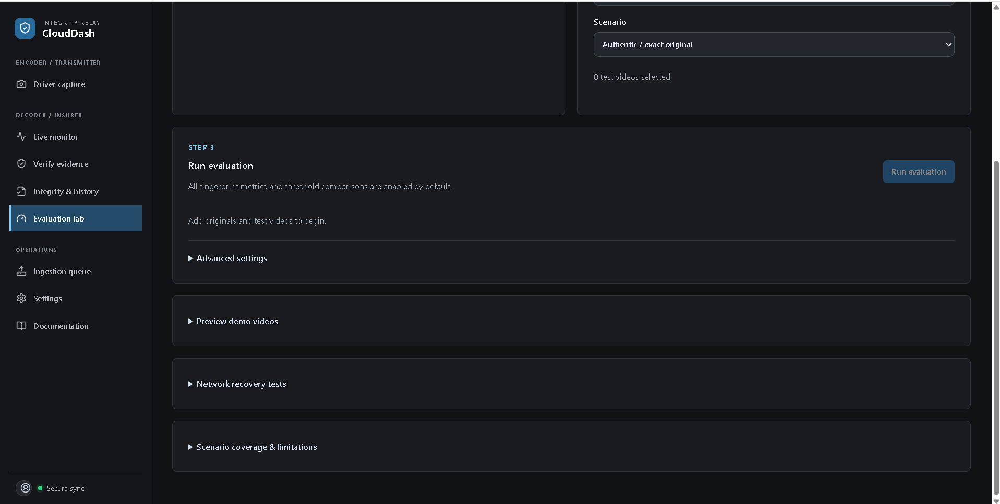 INTEGRITY RELAY
CloudDash
ENCODER / TRANSMITTER
Driver capture
DECODER / INSURER
Live monitor
Verify evidence
Integrity & history
Evaluation lab
OPERATIONS
Ingestion queue
Settings
Documentation
Secure sync
Scenario
Authentic / exact original
0 test videos selected
STEP 3
Run evaluation
All fingerprint metrics and threshold comparisons are enabled by default.
Run evaluation
Add originals and test videos to begin.
Advanced settings
Preview demo videos
Network recovery tests
Scenario coverage & limitations